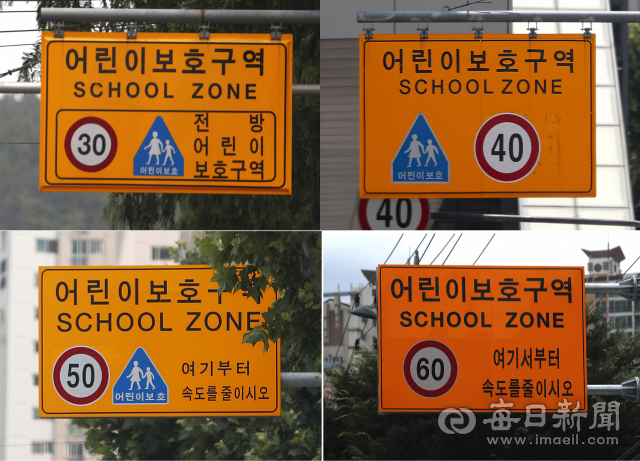 어린이보호구역
SCHOOL ZONE
30
어린이보호
전방
어린이
보호구역
어린이보호구역
SCHOOL ZONE
어린이보호
40
40
어린이보호구역
SCHOOL ZONE
50
어린이보호
여기부터
속도를줄이시오
어린이보호구역
SCHOOL ZONE
60
여기서부터
속도를줄이시오
每日新聞
www.imaeil.com